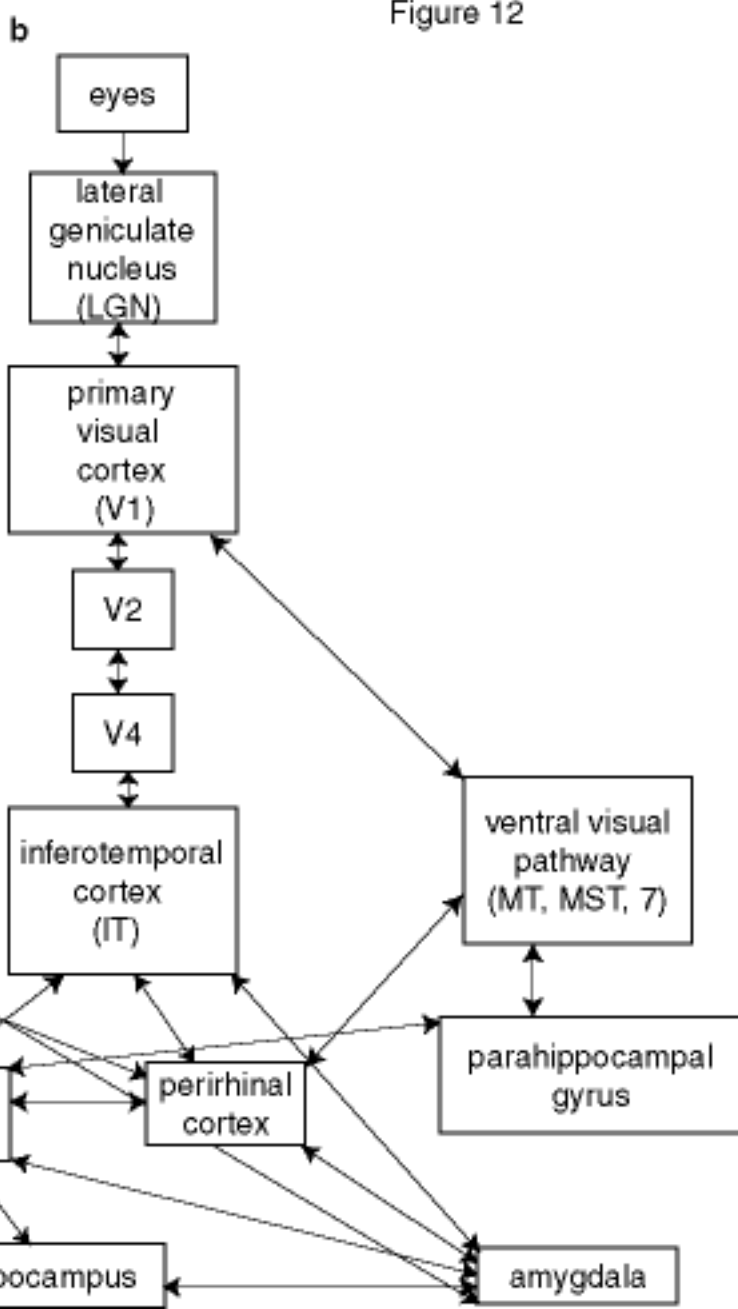 b
Figure 12
eyes
lateral
geniculate
nucleus
(LGN)
primary
visual
cortex
(V1)
V2
V4
inferotemporal
cortex
(IT)
ventral visual
pathway
(MT, MST, 7)
parahippocampal
gyrus
perirhinal
cortex
pocampus
amygdala